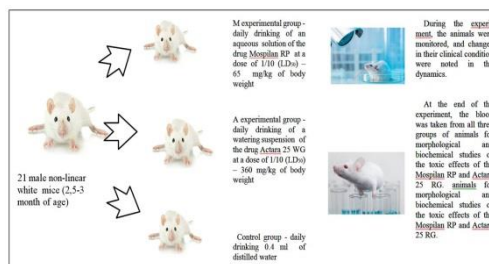 M experimental group -
daily drinking of an
aqueous solution of the
drug Mospilan RP at a
dose of 1/10 (LD₅₀) –
65 mg/kg of body
weight
A experimental group -
daily drinking of a
watering suspension of
the drug Actara 25 WG
at a dose of 1/10 (LD₅₀)
– 360 mg/kg of body
weight
21 male non-linear
white mice (2,5-3
month of age)
Control group - daily
drinking 0.4 ml of
distilled water
During the experi
ment, the animals wer
monitored, and change
in their clinical conditio
were noted in th
dynamics.
At the end of th
experiment, the bloo
was taken from all thre
groups of animals fo
morphological an
biochemical studies o
the toxic effects of th
Mospilan RP and Actar
25 RG. animals fo
morphological an
biochemical studies o
the toxic effects of th
Mospilan RP and Actar
25 RG.